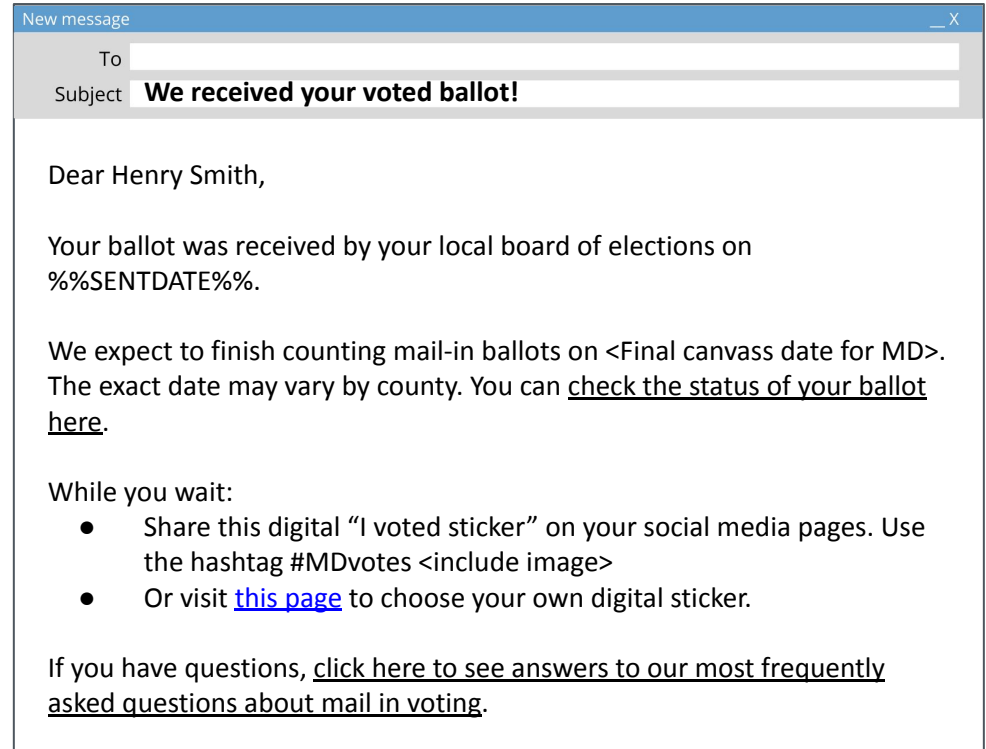 New message __ X
To
Subject We received your voted ballot!
Dear Henry Smith,
Your ballot was received by your local board of elections on
%%SENTDATE%%.
We expect to finish counting mail-in ballots on <Final canvass date for MD>.
The exact date may vary by county. You can check the status of your ballot
here.
While you wait:
● Share this digital “I voted sticker” on your social media pages. Use
the hashtag #MDvotes <include image>
● Or visit this page to choose your own digital sticker.
If you have questions, click here to see answers to our most frequently
asked questions about mail in voting.